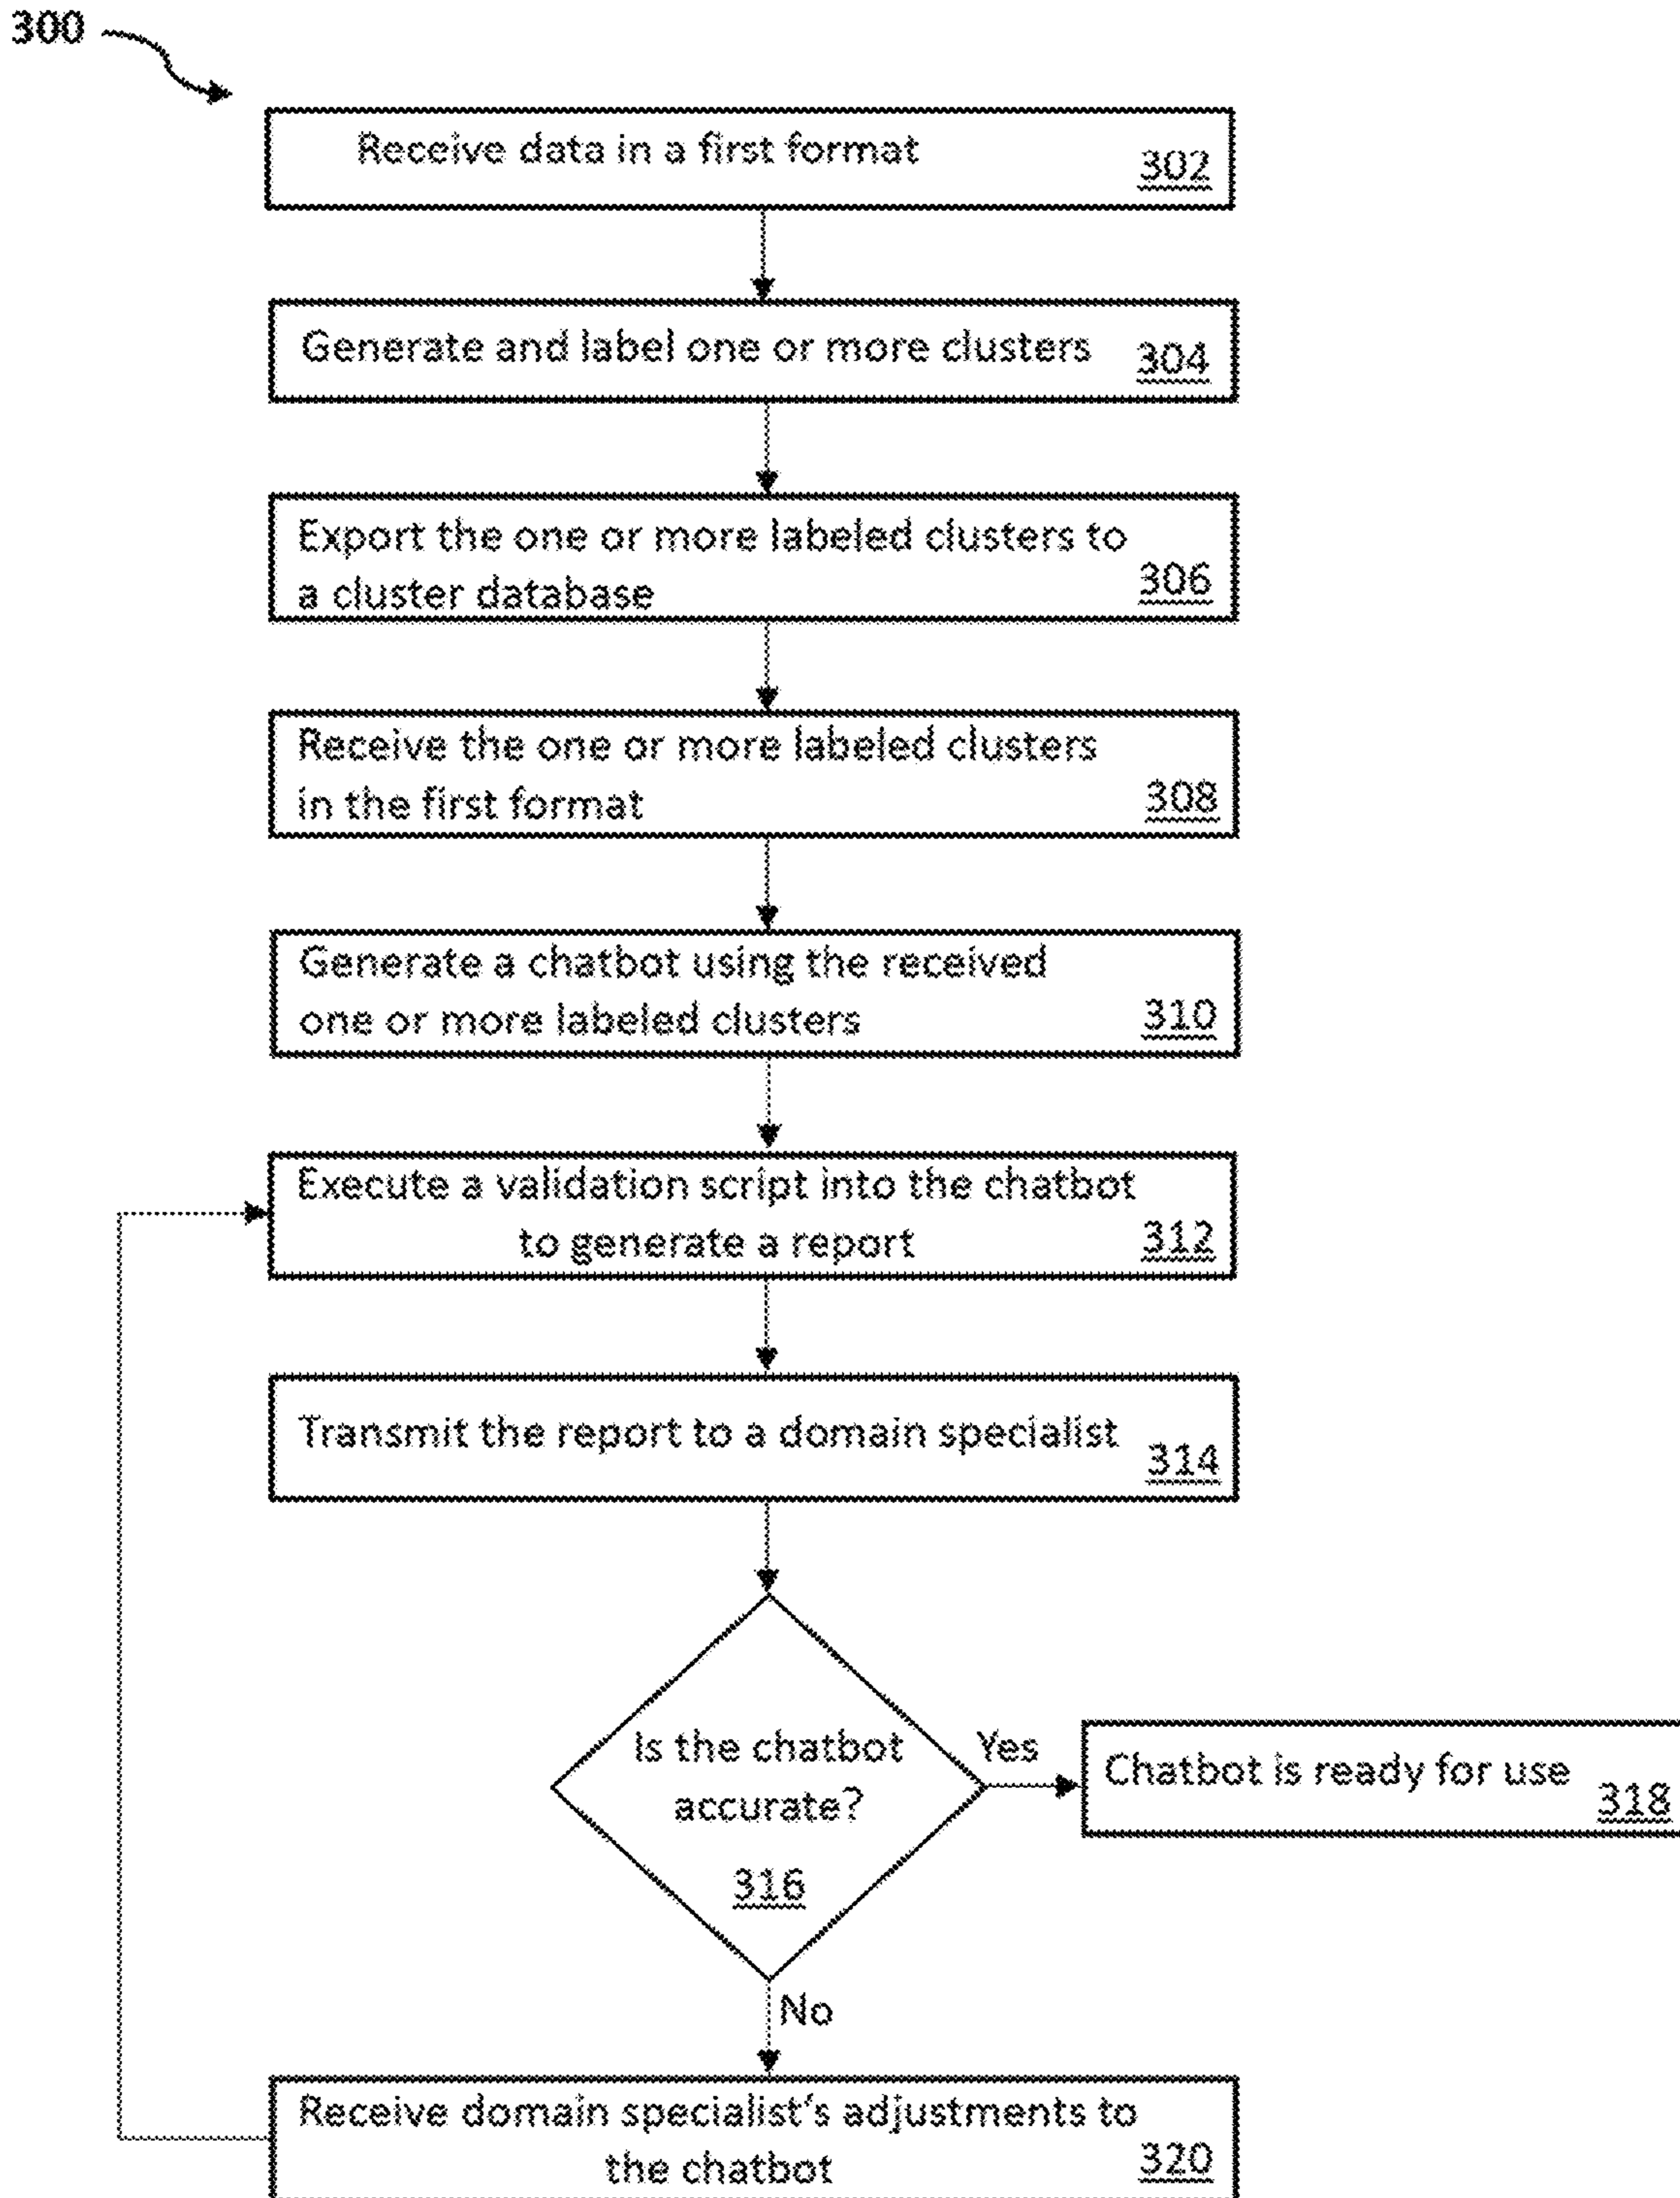 300
Receive data in a first format
302
Generate and label one or more clusters
304
Export the one or more labeled clusters to
a cluster database
306
Receive the one or more labeled clusters
in the first format
308
Generate a chatbot using the received
one or more labeled clusters
310
Execute a validation script into the chatbot
to generate a report
312
Transmit the report to a domain specialist
314
Is the chatbot
accurate?
316
Yes
Chatbot is ready for use
318
No
Receive domain specialist's adjustments to
the chatbot
320